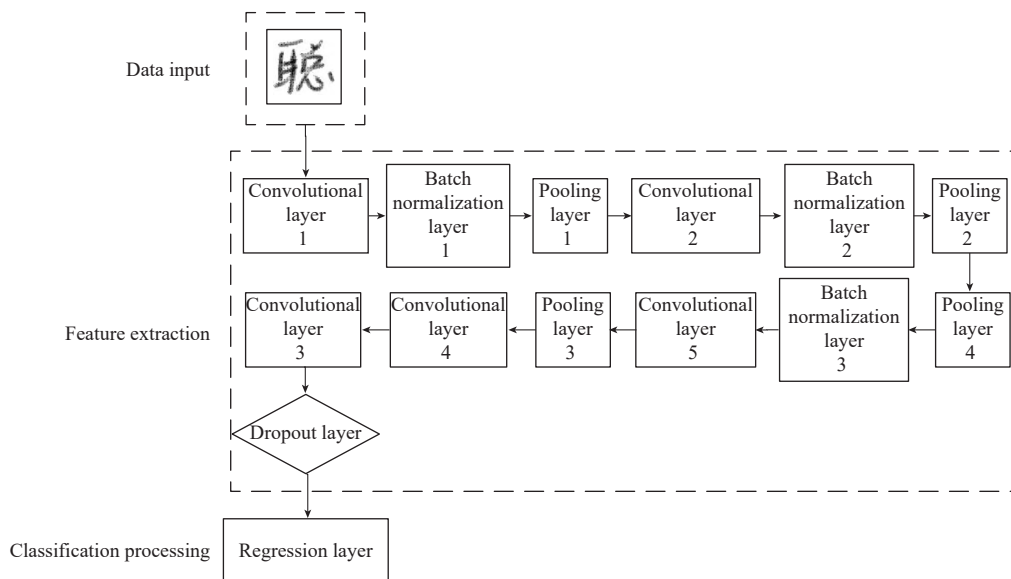 Data input
聪
Convolutional
layer
1
Batch
normalization
layer
1
Pooling
layer
1
Convolutional
layer
2
Batch
normalization
layer
2
Pooling
layer
2
Feature extraction
Convolutional
layer
3
Convolutional
layer
4
Pooling
layer
3
Convolutional
layer
5
Batch
normalization
layer
3
Pooling
layer
4
Dropout layer
Classification processing
Regression layer